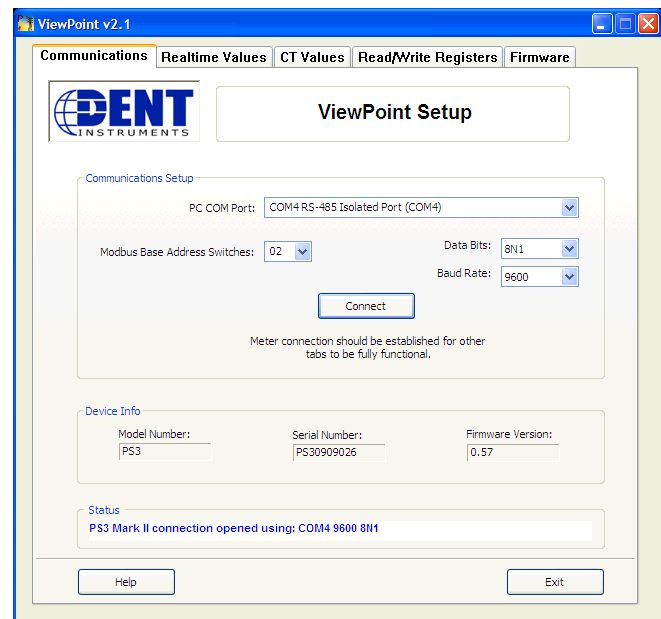 ViewPoint v2.1
Communications
Realtime Values
CT Values
Read/Write Registers
Firmware
DENT
INSTRUMENTS
ViewPoint Setup
Communications Setup
PC COM Port: COM4 RS-485 Isolated Port (COM4)
Modbus Base Address Switches: 02
Data Bits: 8N1
Baud Rate: 9600
Connect
Meter connection should be established for other
tabs to be fully functional.
Device Info
Model Number:
PS3
Serial Number:
PS30909026
Firmware Version:
0.57
Status
PS3 Mark II connection opened using: COM4 9600 8N1
Help
Exit